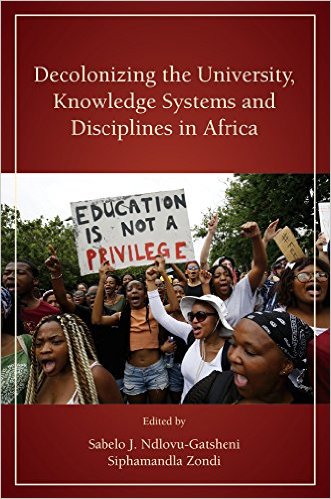 Decolonizing the University,
Knowledge Systems and
Disciplines in Africa
EDUCATION
IS NOT A
PRIVILEGE
Edited by
Sabelo J. Ndlovu-Gatsheni
Siphamandla Zondi